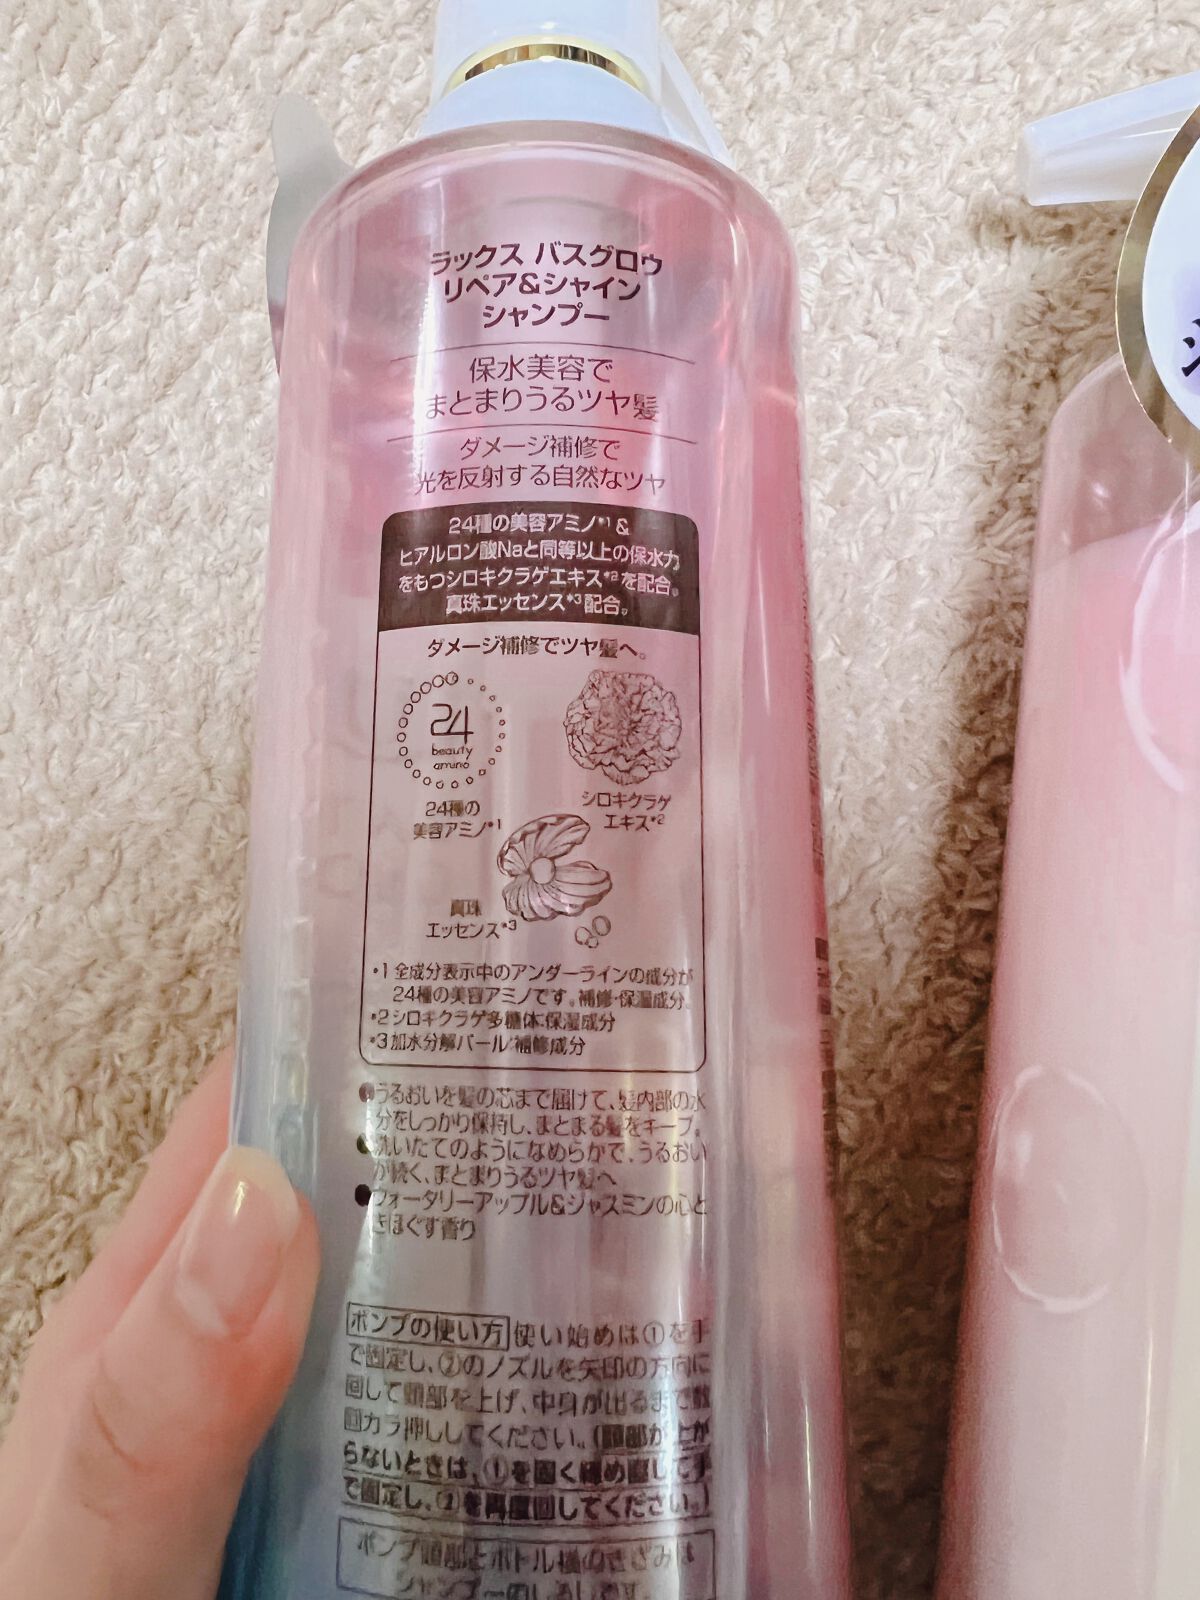 ラックス バスグロウ
リペア&シャイン
シャンプー
保水美容で
まとまりうるツヤ髪
ダメージ補修で
光を反射する自然なツヤ
24種の美容アミノ*1&
ヒアルロン酸Naと同等以上の保水力
をもつシロキクラゲエキス*2を配合。
真珠エッセンス*3配合。
ダメージ補修でツヤ髪へ。
24
beauty
amino
24種の
美容アミノ*1
シロキクラゲ
エキス*2
真珠
エッセンス*3
*1 全成分表示中のアンダーラインの成分が
24種の美容アミノです。補修・保湿成分。
*2 シロキクラゲ多糖体:保湿成分
*3 加水分解パール:補修成分
●うるおいを髪の芯まで届けて、髪内部の水
分をしっかり保持し、まとまる髪をキープ。
●洗いたてのようになめらかで、うるおい
が続く、まとまりうるツヤ髪へ
●ウォータリーアップル&ジャスミンの心と
きほぐす香り
ポンプの使い方 使い始めは①を手
で固定し、②のノズルを矢印の方向に
回して頭部を上げ、中身が出るまで数
回カラ押ししてください。(頭部が上が
らないときは、①を固く締め直して手
で固定し、②を再度回してください。)
ポンプ頭部とボトル横のきざみは
シャンプーのしるしです。